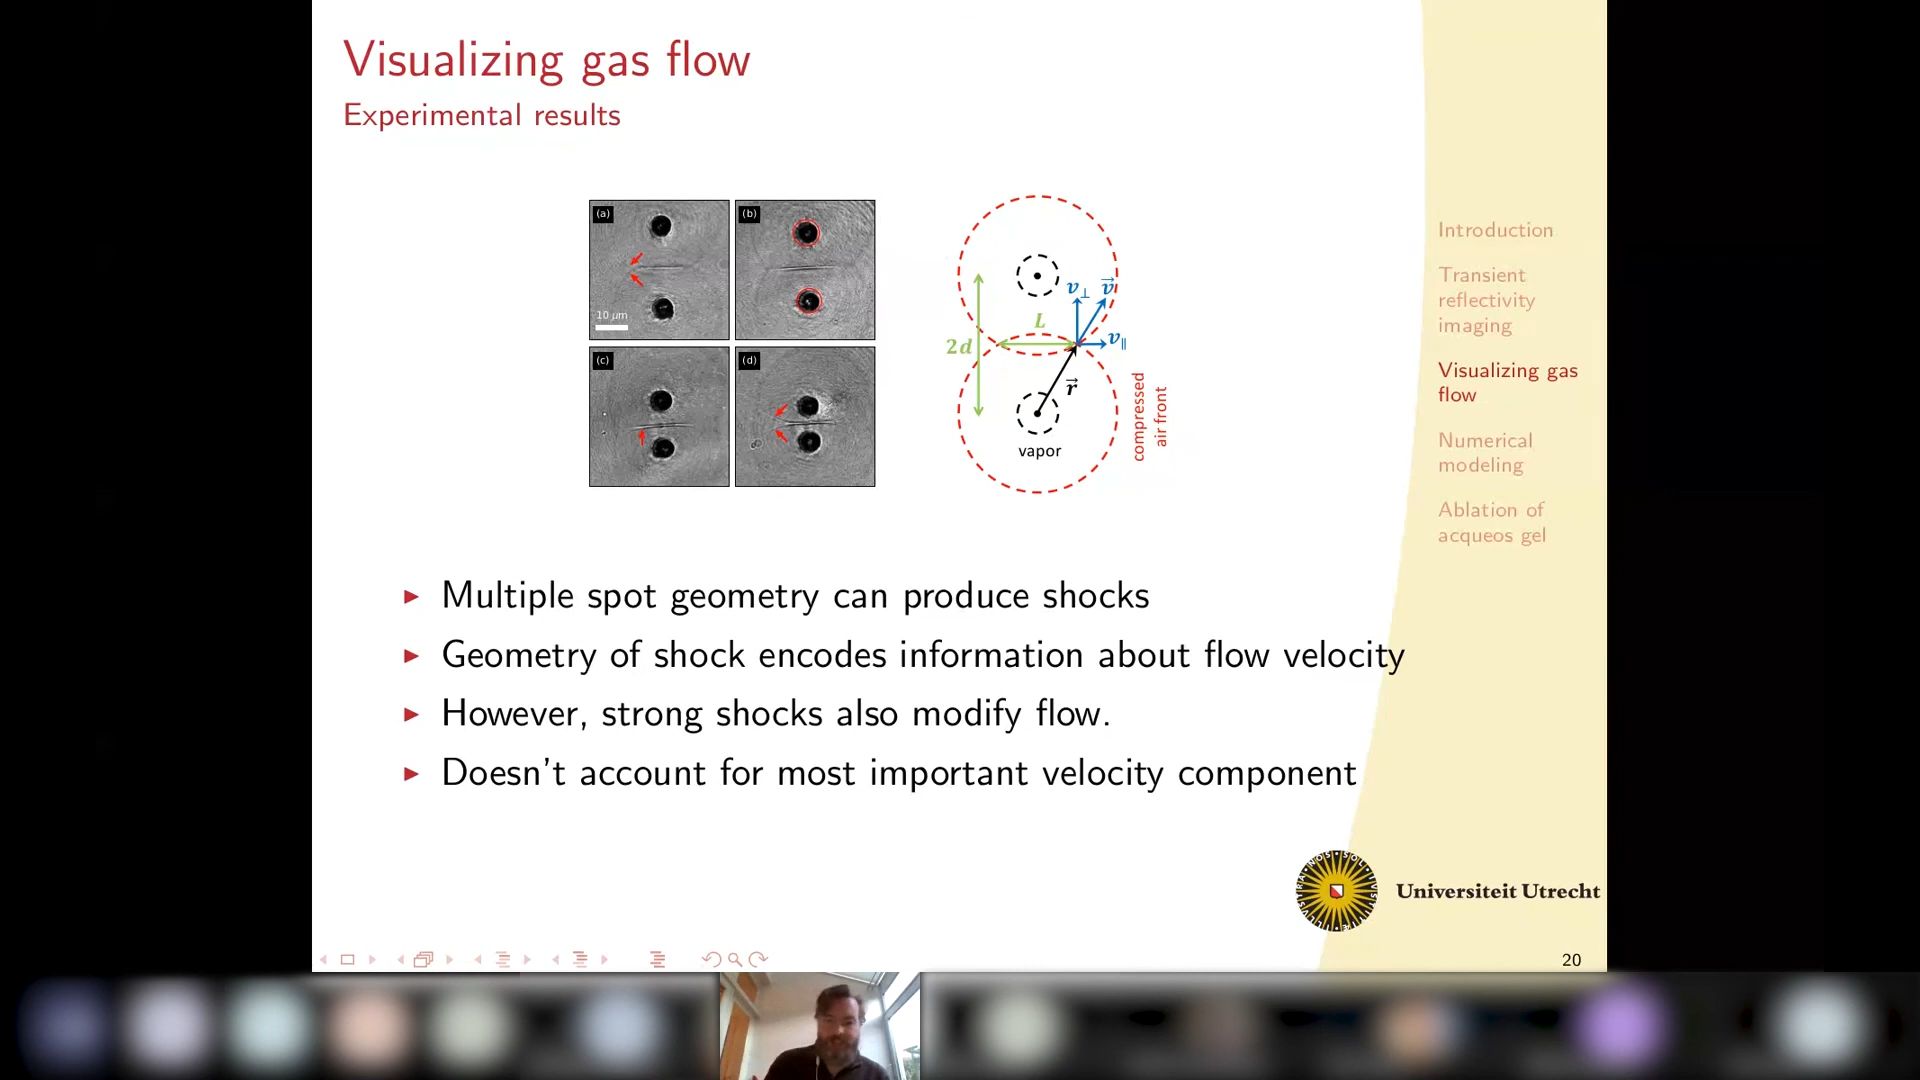 Visualizing gas flow
Experimental results
(a)
(b)
10 μm
(c)
(d)
2d
L
v⊥
v⃗
v∥
r⃗
vapor
compressed
air front
Multiple spot geometry can produce shocks
Geometry of shock encodes information about flow velocity
However, strong shocks also modify flow.
Doesn't account for most important velocity component
Introduction
Transient
reflectivity
imaging
Visualizing gas
flow
Numerical
modeling
Ablation of
acqueos gel
Universiteit Utrecht
20